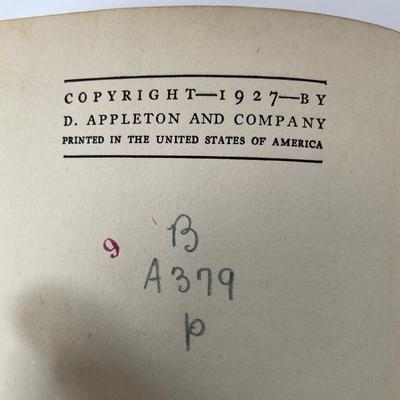 COPYRIGHT—1927—BY
D. APPLETON AND COMPANY
PRINTED IN THE UNITED STATES OF AMERICA
B
9
A379
p